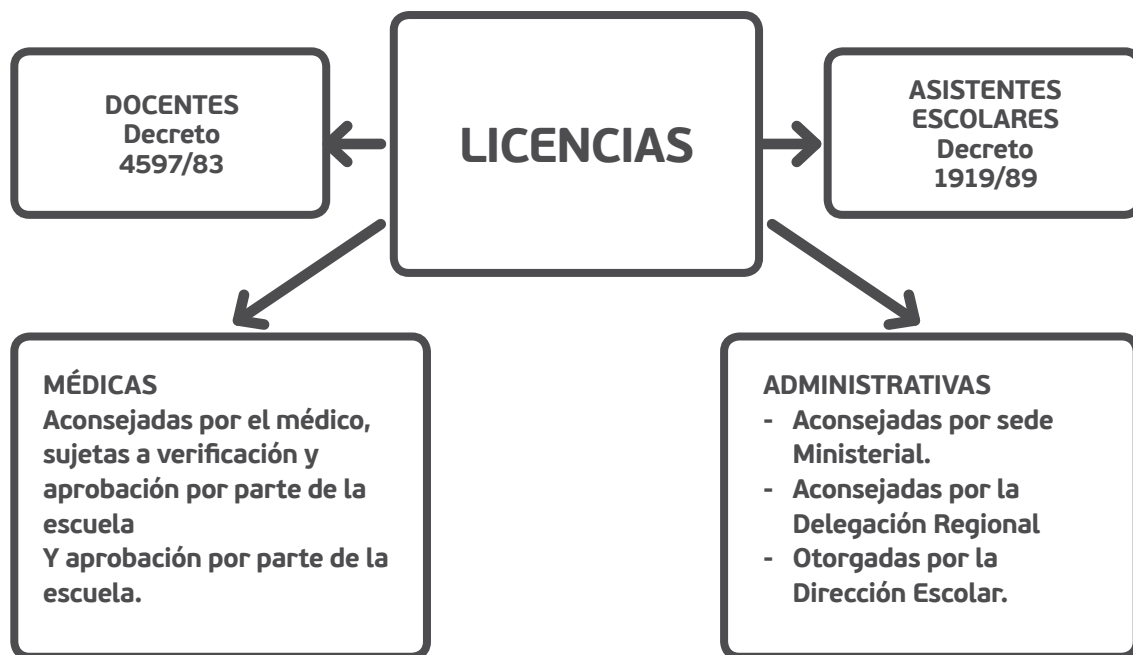 DOCENTES
Decreto
4597/83
LICENCIAS
ASISTENTES
ESCOLARES
Decreto
1919/89
MÉDICAS
Aconsejadas por el médico,
sujetas a verificación y
aprobación por parte de la
escuela
Y aprobación por parte de la
escuela.
ADMINISTRATIVAS
- Aconsejadas por sede
Ministerial.
- Aconsejadas por la
Delegación Regional
- Otorgadas por la
Dirección Escolar.